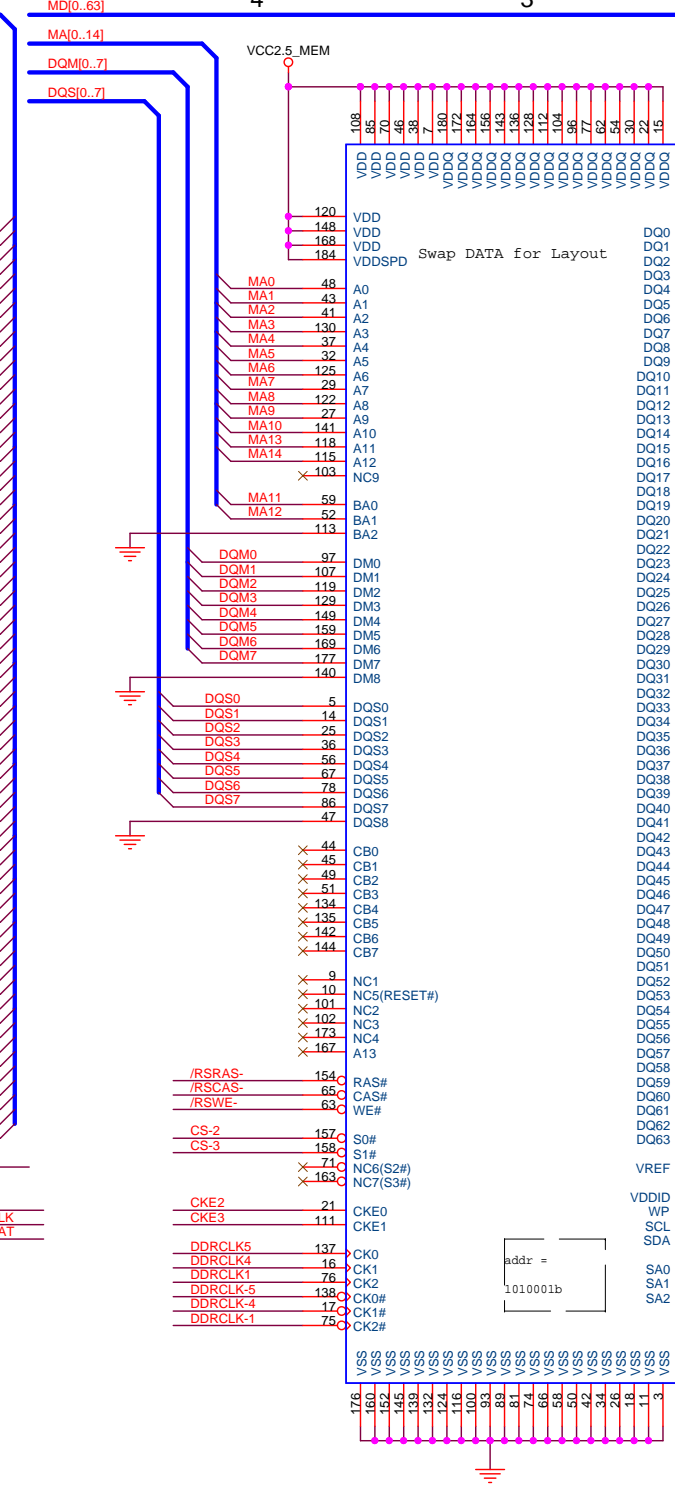 4 3
MD[0..63]
MA[0..14]
DQM[0..7]
DQS[0..7]
VCC2.5_MEM
108 85 70 46 38 7 180 172 164 156 143 136 128 112 104 96 77 62 54 30 22 15
VDD VDD VDD VDD VDD VDD VDDQ VDDQ VDDQ VDDQ VDDQ VDDQ VDDQ VDDQ VDDQ VDDQ VDDQ VDDQ VDDQ VDDQ VDDQ VDDQ
120 VDD
148 VDD
168 VDD
184 VDDSPD
Swap DATA for Layout
MA0 48 A0
MA1 43 A1
MA2 41 A2
MA3 130 A3
MA4 37 A4
MA5 32 A5
MA6 125 A6
MA7 29 A7
MA8 122 A8
MA9 27 A9
MA10 141 A10
MA13 118 A11
MA14 115 A12
103 NC9
MA11 59 BA0
MA12 52 BA1
113 BA2
DQM0 97 DM0
DQM1 107 DM1
DQM2 119 DM2
DQM3 129 DM3
DQM4 149 DM4
DQM5 159 DM5
DQM6 169 DM6
DQM7 177 DM7
140 DM8
DQS0 5 DQS0
DQS1 14 DQS1
DQS2 25 DQS2
DQS3 36 DQS3
DQS4 56 DQS4
DQS5 67 DQS5
DQS6 78 DQS6
DQS7 86 DQS7
47 DQS8
44 CB0
45 CB1
49 CB2
51 CB3
134 CB4
135 CB5
142 CB6
144 CB7
9 NC1
10 NC5(RESET#)
101 NC2
102 NC3
173 NC4
167 A13
/RSRAS- 154 RAS#
/RSCAS- 65 CAS#
/RSWE- 63 WE#
CS-2 157 S0#
CS-3 158 S1#
71 NC6(S2#)
163 NC7(S3#)
CKE2 21 CKE0
CKE3 111 CKE1
DDRCLK5 137 CK0
DDRCLK4 16 CK1
DDRCLK1 76 CK2
DDRCLK-5 138 CK0#
DDRCLK-4 17 CK1#
DDRCLK-1 75 CK2#
LK
AT
DQ0
DQ1
DQ2
DQ3
DQ4
DQ5
DQ6
DQ7
DQ8
DQ9
DQ10
DQ11
DQ12
DQ13
DQ14
DQ15
DQ16
DQ17
DQ18
DQ19
DQ20
DQ21
DQ22
DQ23
DQ24
DQ25
DQ26
DQ27
DQ28
DQ29
DQ30
DQ31
DQ32
DQ33
DQ34
DQ35
DQ36
DQ37
DQ38
DQ39
DQ40
DQ41
DQ42
DQ43
DQ44
DQ45
DQ46
DQ47
DQ48
DQ49
DQ50
DQ51
DQ52
DQ53
DQ54
DQ55
DQ56
DQ57
DQ58
DQ59
DQ60
DQ61
DQ62
DQ63
VREF
VDDID
WP
SCL
SDA
SA0
SA1
SA2
addr =
1010001b
VSS VSS VSS VSS VSS VSS VSS VSS VSS VSS VSS VSS VSS VSS VSS VSS VSS VSS VSS VSS VSS VSS
176 160 152 145 139 132 124 116 100 93 89 81 74 66 58 50 42 34 26 18 11 3